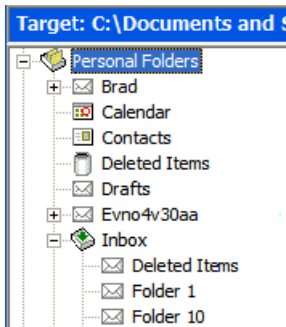 Target: C:\Documents and S
Personal Folders
Brad
Calendar
Contacts
Deleted Items
Drafts
Evno4v30aa
Inbox
Deleted Items
Folder 1
Folder 10